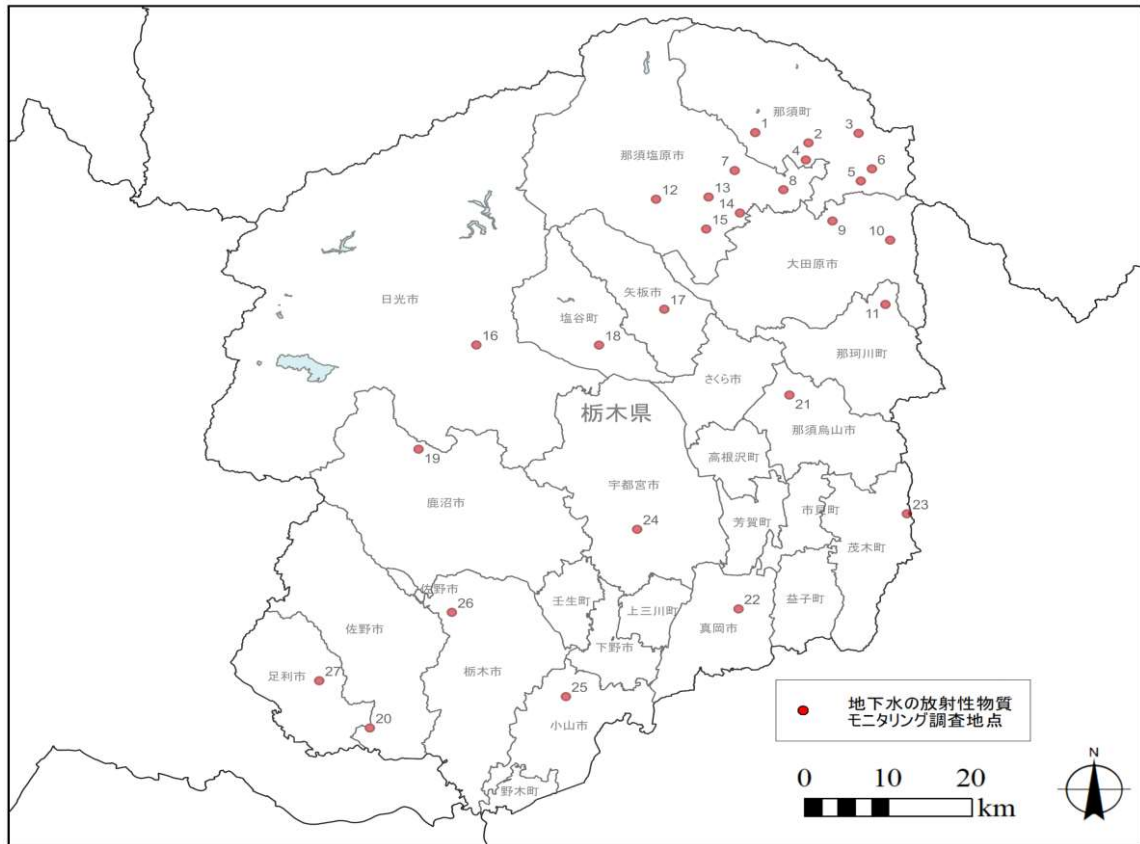 那須町
1
2
3
4
那須塩原市
7
6
5
8
12
13
14
9
15
10
大田原市
矢板市
17
11
日光市
塩谷町
16
18
那珂川町
さくら市
21
栃木県
那須烏山市
19
高根沢町
宇都宮市
鹿沼市
24
芳賀町
市貝町
23
茂木町
佐野市
26
壬生町
上三川町
22
益子町
佐野市
真岡市
下野市
足利市
27
栃木市
25
20
小山市
野木町
地下水の放射性物質
モニタリング調査地点
N
0 10 20
km